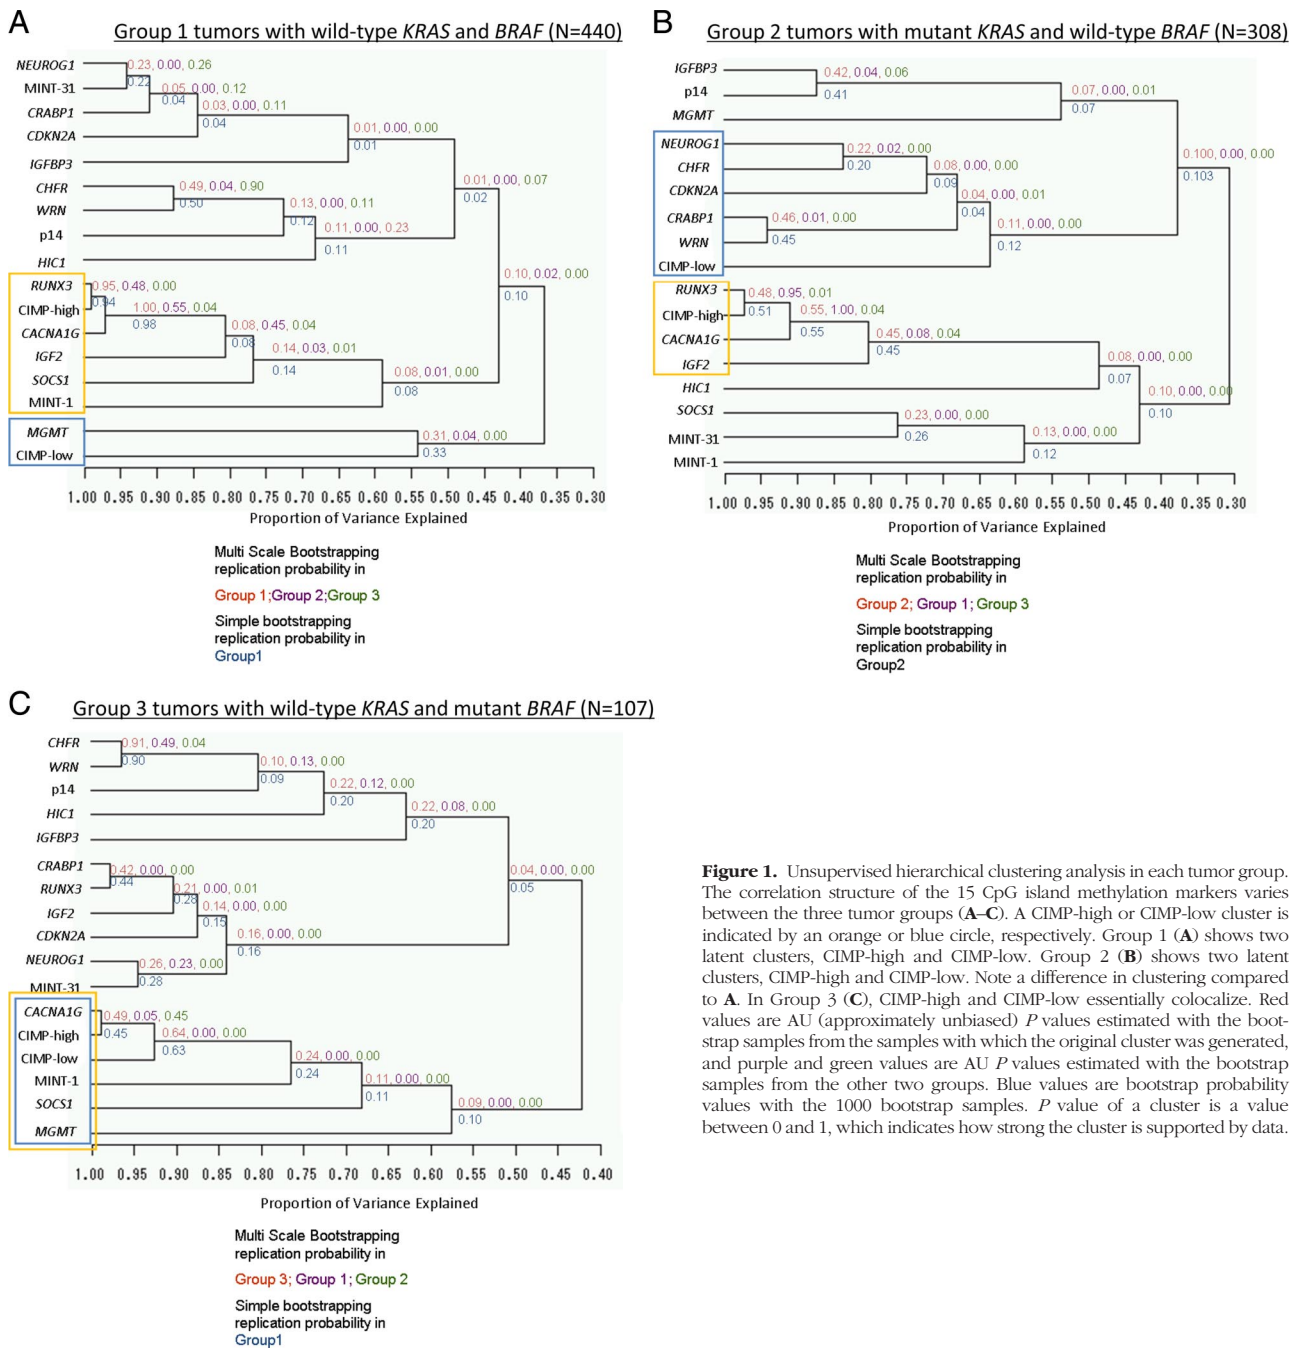 A
Group 1 tumors with wild-type KRAS and BRAF (N=440)
NEUROG1
0.23, 0.00, 0.26
0.22
MINT-31
0.05, 0.00, 0.12
0.04
CRABP1
0.03, 0.00, 0.11
0.04
CDKN2A
0.01, 0.00, 0.00
0.01
IGFBP3
0.01, 0.00, 0.07
0.02
CHFR
0.49, 0.04, 0.90
0.50
WRN
0.13, 0.00, 0.11
0.12
p14
0.11, 0.00, 0.23
0.11
HIC1
0.10, 0.02, 0.00
0.10
RUNX3
0.95, 0.48, 0.00
0.94
CIMP-high
1.00, 0.55, 0.04
0.98
CACNA1G
0.08, 0.45, 0.04
0.08
IGF2
0.14, 0.03, 0.01
0.14
SOCS1
0.08, 0.01, 0.00
0.08
MINT-1
MGMT
0.31, 0.04, 0.00
0.33
CIMP-low
1.00 0.95 0.90 0.85 0.80 0.75 0.70 0.65 0.60 0.55 0.50 0.45 0.40 0.35 0.30
Proportion of Variance Explained
Multi Scale Bootstrapping
replication probability in
Group 1;Group 2;Group 3
Simple bootstrapping
replication probability in
Group1
B
Group 2 tumors with mutant KRAS and wild-type BRAF (N=308)
IGFBP3
0.42, 0.04, 0.06
0.41
p14
0.07, 0.00, 0.01
0.07
MGMT
0.100, 0.00, 0.00
0.103
NEUROG1
0.22, 0.02, 0.00
0.20
CHFR
0.08, 0.00, 0.00
0.09
CDKN2A
0.04, 0.00, 0.01
0.04
CRABP1
0.46, 0.01, 0.00
0.45
WRN
0.11, 0.00, 0.00
0.12
CIMP-low
RUNX3
0.48, 0.95, 0.01
0.51
CIMP-high
0.55, 1.00, 0.04
0.55
CACNA1G
0.45, 0.08, 0.04
0.45
IGF2
0.08, 0.00, 0.00
0.07
HIC1
0.10, 0.00, 0.00
0.10
SOCS1
0.23, 0.00, 0.00
0.26
MINT-31
0.13, 0.00, 0.00
0.12
MINT-1
1.00 0.95 0.90 0.85 0.80 0.75 0.70 0.65 0.60 0.55 0.50 0.45 0.40 0.35 0.30
Proportion of Variance Explained
Multi Scale Bootstrapping
replication probability in
Group 2; Group 1; Group 3
Simple bootstrapping
replication probability in
Group2
C
Group 3 tumors with wild-type KRAS and mutant BRAF (N=107)
CHFR
0.91, 0.49, 0.04
0.90
WRN
0.10, 0.13, 0.00
0.09
p14
0.22, 0.12, 0.00
0.20
HIC1
0.22, 0.08, 0.00
0.20
IGFBP3
0.04, 0.00, 0.00
0.05
CRABP1
0.42, 0.00, 0.00
0.44
RUNX3
0.21, 0.00, 0.01
0.28
IGF2
0.14, 0.00, 0.00
0.15
CDKN2A
0.16, 0.00, 0.00
0.16
NEUROG1
0.26, 0.23, 0.00
0.28
MINT-31
CACNA1G
0.49, 0.05, 0.45
0.45
CIMP-high
0.64, 0.00, 0.00
0.63
CIMP-low
0.24, 0.00, 0.00
0.24
MINT-1
0.11, 0.00, 0.00
0.11
SOCS1
0.09, 0.00, 0.00
0.10
MGMT
1.00 0.95 0.90 0.85 0.80 0.75 0.70 0.65 0.60 0.55 0.50 0.45 0.40
Proportion of Variance Explained
Multi Scale Bootstrapping
replication probability in
Group 3; Group 1; Group 2
Simple bootstrapping
replication probability in
Group1
Figure 1. Unsupervised hierarchical clustering analysis in each tumor group.
The correlation structure of the 15 CpG island methylation markers varies
between the three tumor groups (A–C). A CIMP-high or CIMP-low cluster is
indicated by an orange or blue circle, respectively. Group 1 (A) shows two
latent clusters, CIMP-high and CIMP-low. Group 2 (B) shows two latent
clusters, CIMP-high and CIMP-low. Note a difference in clustering compared
to A. In Group 3 (C), CIMP-high and CIMP-low essentially colocalize. Red
values are AU (approximately unbiased) P values estimated with the boot-
strap samples from the samples with which the original cluster was generated,
and purple and green values are AU P values estimated with the bootstrap
samples from the other two groups. Blue values are bootstrap probability
values with the 1000 bootstrap samples. P value of a cluster is a value
between 0 and 1, which indicates how strong the cluster is supported by data.